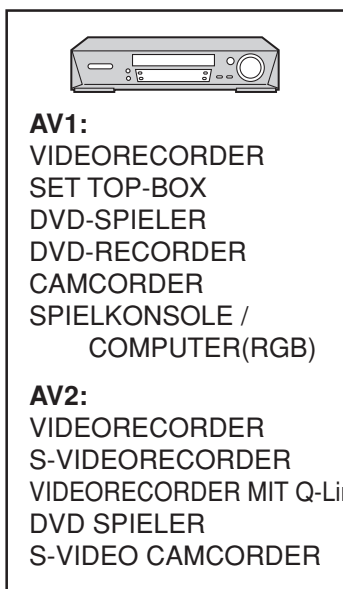 AV1:
VIDEORECORDER
SET TOP-BOX
DVD-SPIELER
DVD-RECORDER
CAMCORDER
SPIELKONSOLE /
COMPUTER(RGB)
AV2:
VIDEORECORDER
S-VIDEORECORDER
VIDEORECORDER MIT
DVD SPIELER
S-VIDEO CAMCORDER